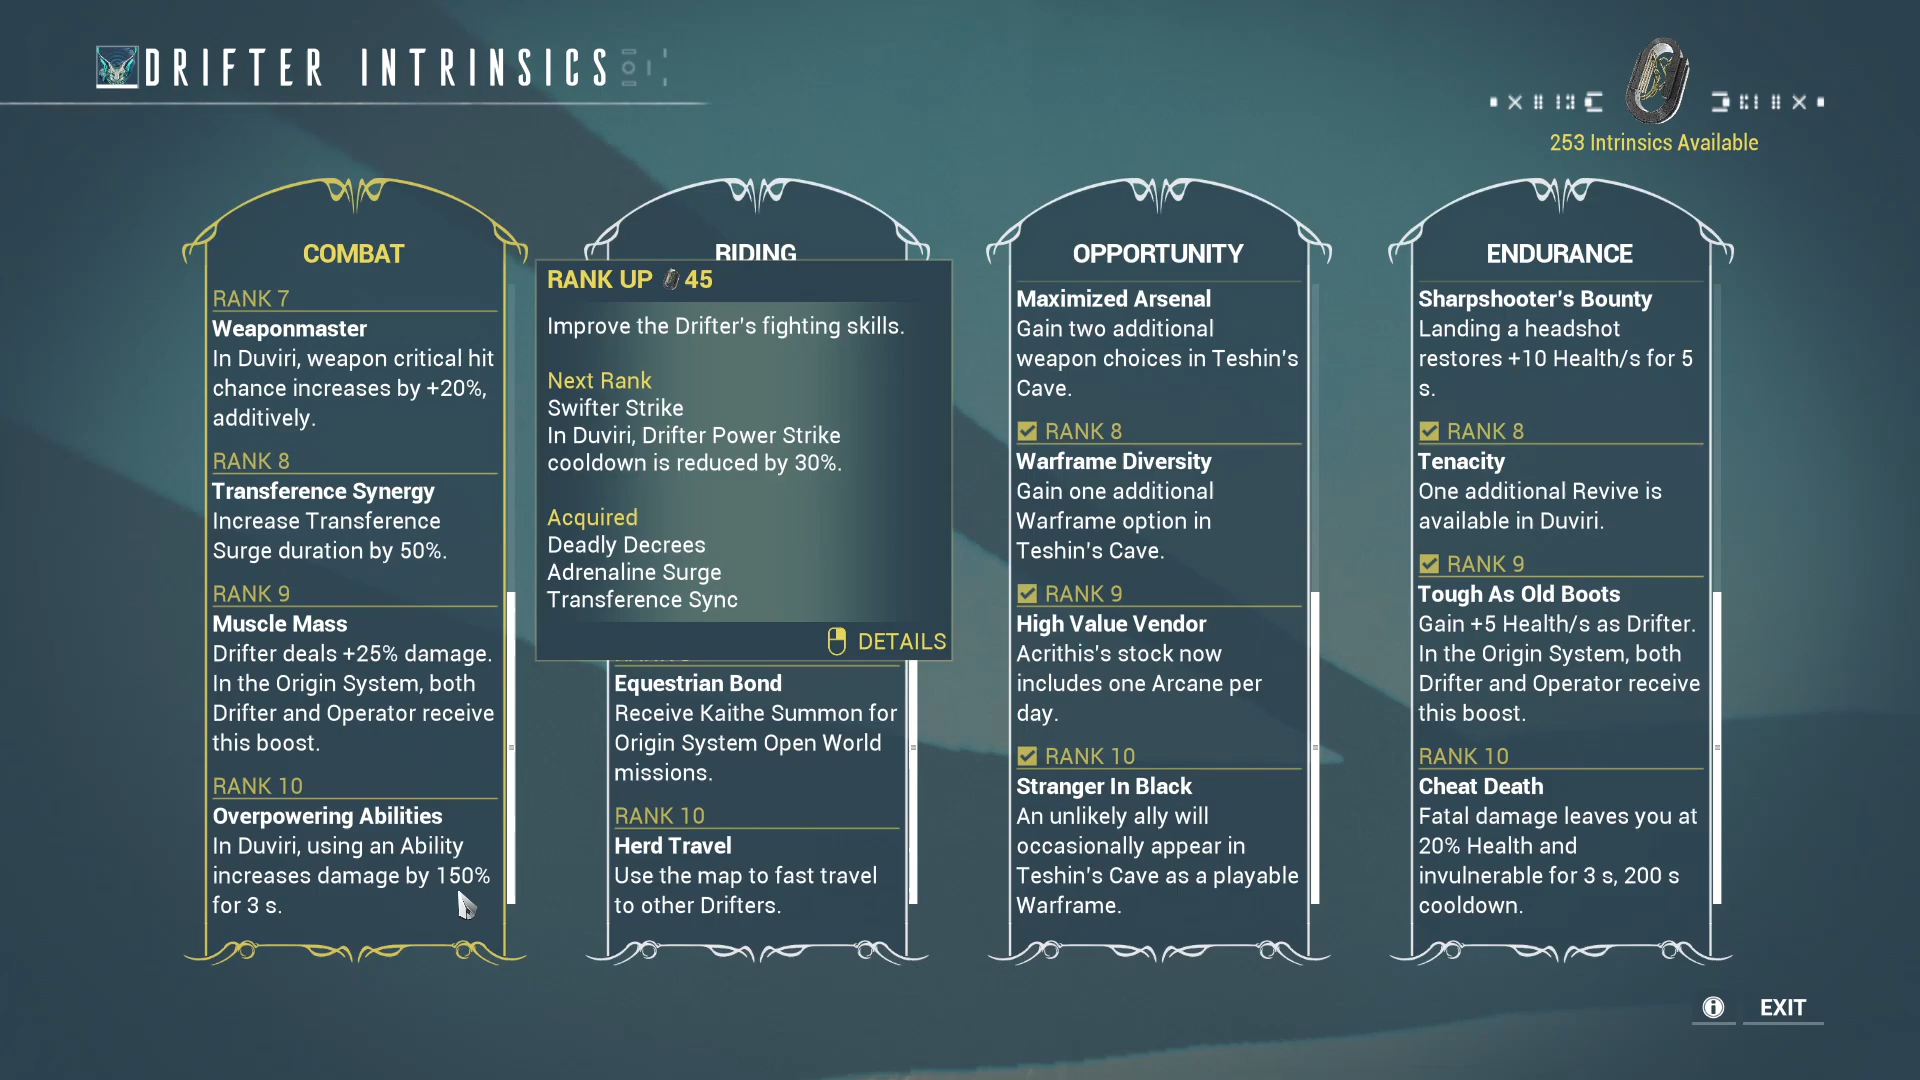 DRIFTER INTRINSICS
253 Intrinsics Available
COMBAT
RANK 7
Weaponmaster
In Duviri, weapon critical hit
chance increases by +20%,
additively.
RANK 8
Transference Synergy
Increase Transference
Surge duration by 50%.
RANK 9
Muscle Mass
Drifter deals +25% damage.
In the Origin System, both
Drifter and Operator receive
this boost.
RANK 10
Overpowering Abilities
In Duviri, using an Ability
increases damage by 150%
for 3 s.
RIDING
RANK UP 45
Improve the Drifter's fighting skills.
Next Rank
Swifter Strike
In Duviri, Drifter Power Strike
cooldown is reduced by 30%.
Acquired
Deadly Decrees
Adrenaline Surge
Transference Sync
DETAILS
Equestrian Bond
Receive Kaithe Summon for
Origin System Open World
missions.
RANK 10
Herd Travel
Use the map to fast travel
to other Drifters.
OPPORTUNITY
Maximized Arsenal
Gain two additional
weapon choices in Teshin's
Cave.
RANK 8
Warframe Diversity
Gain one additional
Warframe option in
Teshin's Cave.
RANK 9
High Value Vendor
Acrithis's stock now
includes one Arcane per
day.
RANK 10
Stranger In Black
An unlikely ally will
occasionally appear in
Teshin's Cave as a playable
Warframe.
ENDURANCE
Sharpshooter's Bounty
Landing a headshot
restores +10 Health/s for 5
s.
RANK 8
Tenacity
One additional Revive is
available in Duviri.
RANK 9
Tough As Old Boots
Gain +5 Health/s as Drifter.
In the Origin System, both
Drifter and Operator receive
this boost.
RANK 10
Cheat Death
Fatal damage leaves you at
20% Health and
invulnerable for 3 s, 200 s
cooldown.
EXIT